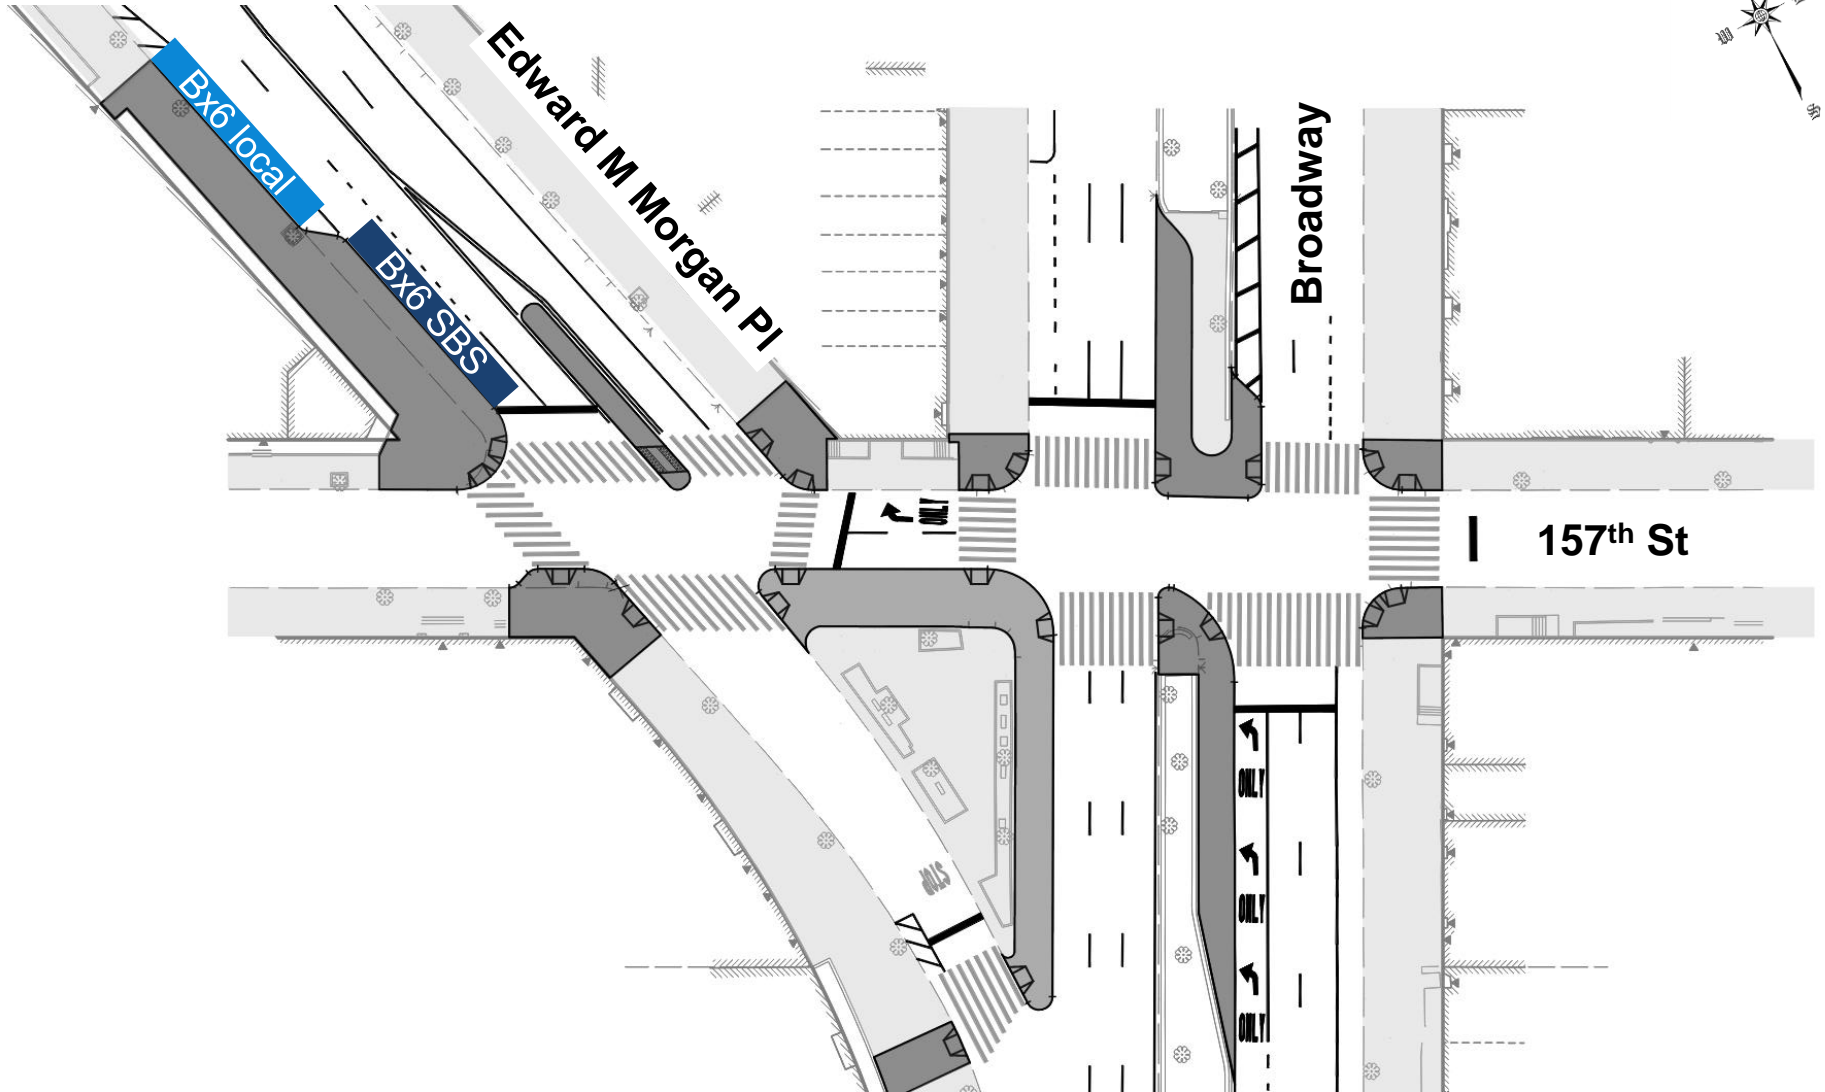 Bx6 local
Bx6 SBS
Edward M Morgan Pl
Broadway
157th St
ONLY
ONLY
ONLY
ONLY
STOP
W
S